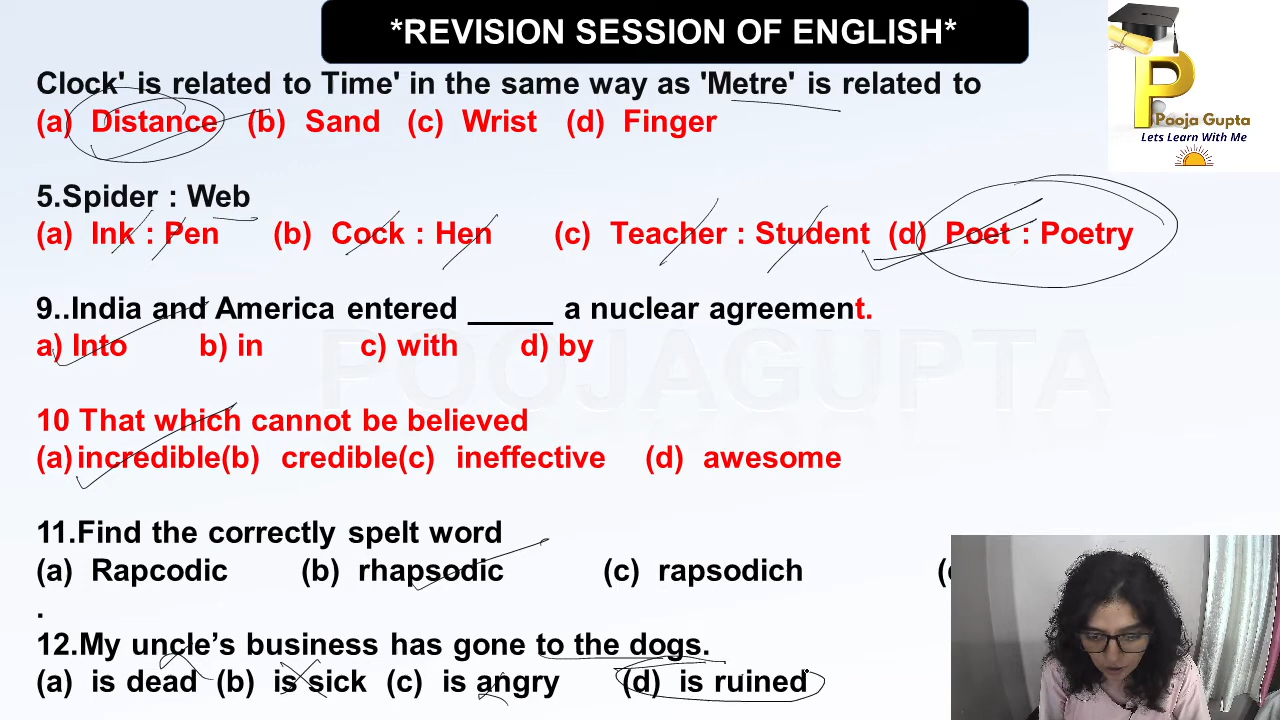 *REVISION SESSION OF ENGLISH*
Clock' is related to Time' in the same way as 'Metre' is related to
(a) Distance (b) Sand (c) Wrist (d) Finger
P
Pooja Gupta
Lets Learn With Me
5.Spider : Web
(a) Ink : Pen (b) Cock : Hen (c) Teacher : Student (d) Poet : Poetry
9..India and America entered _____ a nuclear agreement.
a) Into b) in c) with d) by
POOJAGUPTA
10 That which cannot be believed
(a) incredible(b) credible(c) ineffective (d) awesome
11.Find the correctly spelt word
(a) Rapcodic (b) rhapsodic (c) rapsodich
.
12.My uncle’s business has gone to the dogs.
(a) is dead (b) is sick (c) is angry (d) is ruined